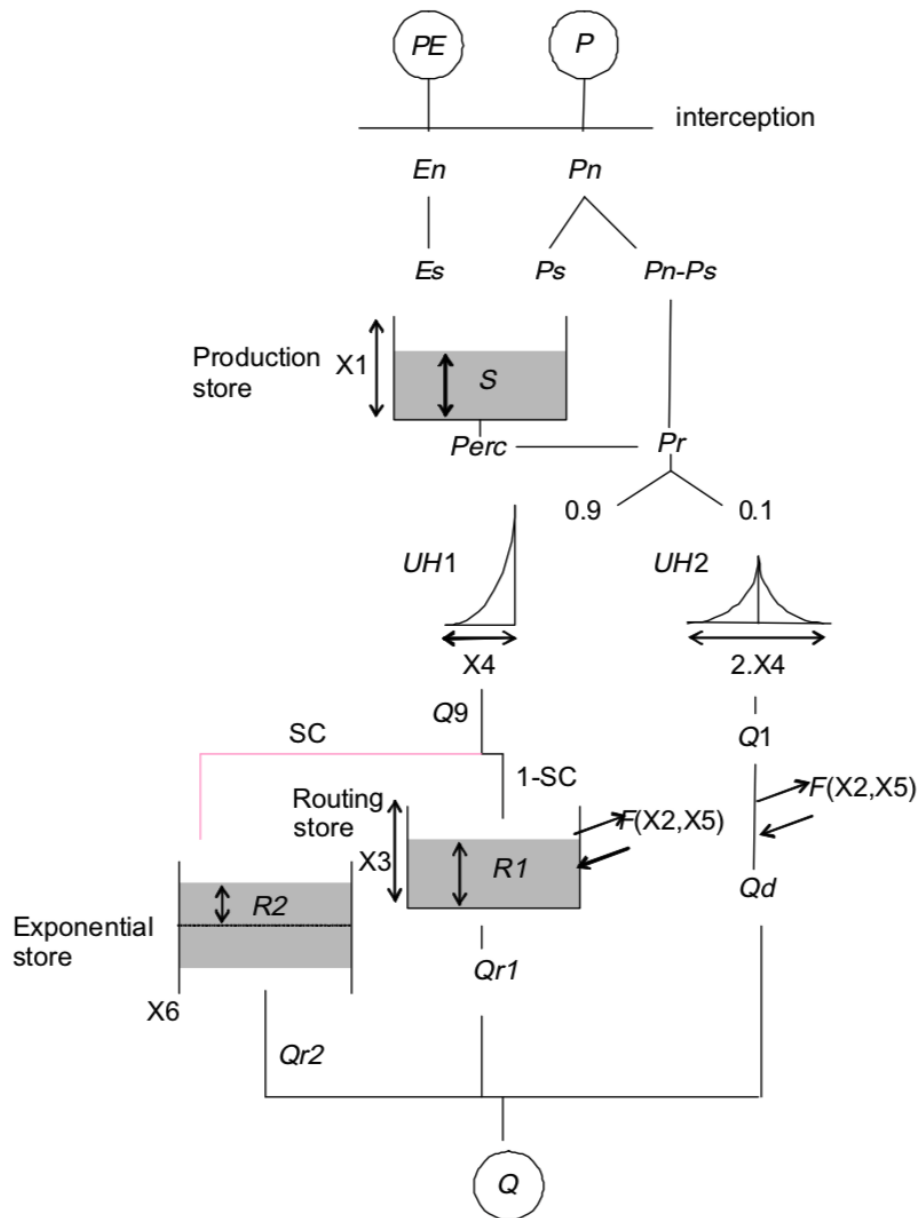 PE
P
interception
En
Pn
Es
Ps
Pn-Ps
Production
store
X1
S
Perc
Pr
0.9
0.1
UH1
UH2
X4
2.X4
Q9
Q1
SC
1-SC
Routing
store
X3
R1
F(X2,X5)
F(X2,X5)
Qd
Exponential
store
R2
X6
Qr1
Qr2
Q